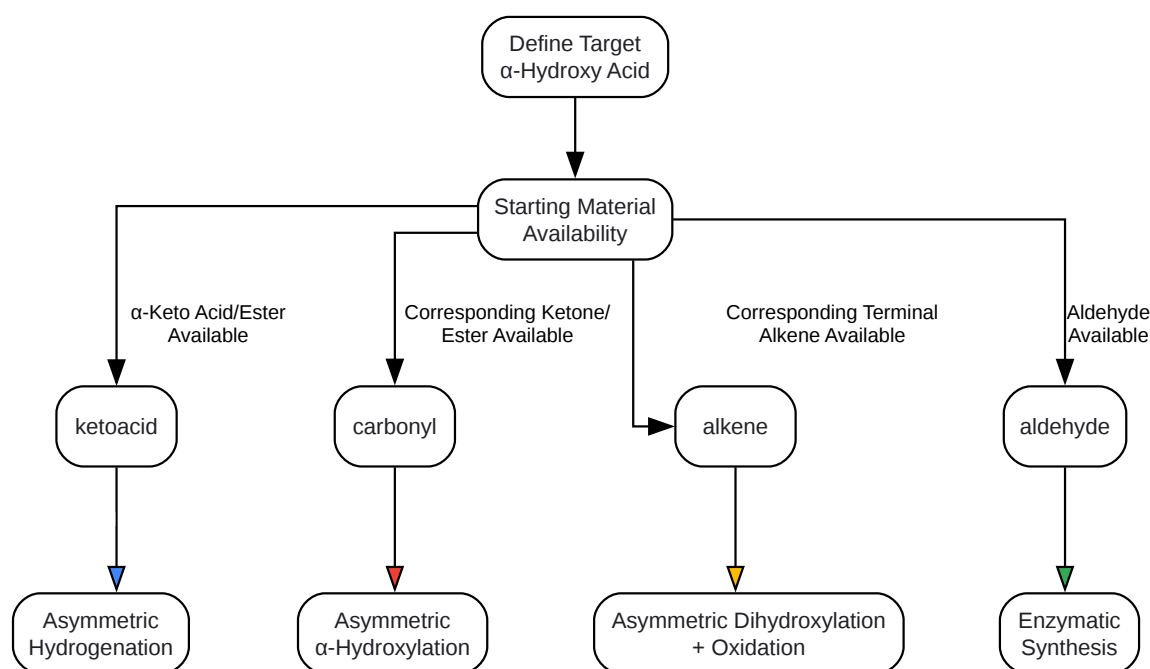 Define Target
α-Hydroxy Acid
Starting Material
Availability
α-Keto Acid/Ester
Available
Corresponding Ketone/
Ester Available
Corresponding Terminal
Alkene Available
Aldehyde
Available
ketoacid
carbonyl
alkene
aldehyde
Asymmetric
Hydrogenation
Asymmetric
α-Hydroxylation
Asymmetric Dihydroxylation
+ Oxidation
Enzymatic
Synthesis